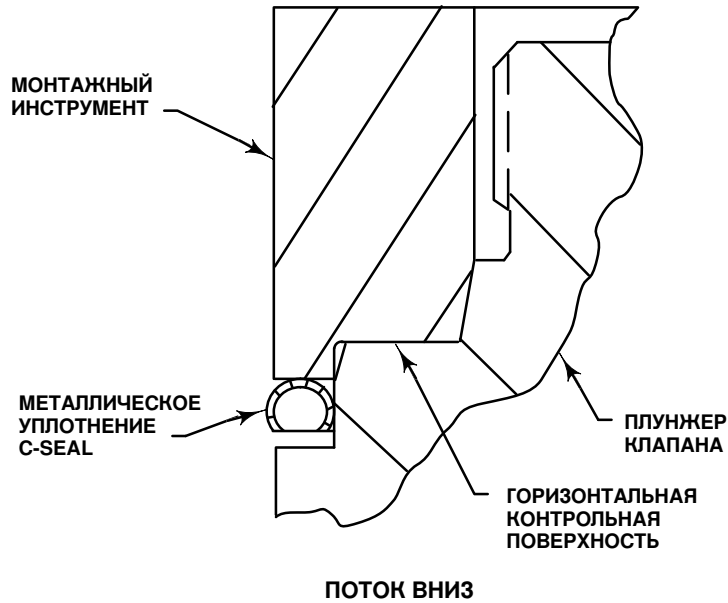 МОНТАЖНЫЙ
ИНСТРУМЕНТ
МЕТАЛЛИЧЕСКОЕ
УПЛОТНЕНИЕ
C-SEAL
ПЛУНЖЕР
КЛАПАНА
ГОРИЗОНТАЛЬНАЯ
КОНТРОЛЬНАЯ
ПОВЕРХНОСТЬ
ПОТОК ВНИЗ